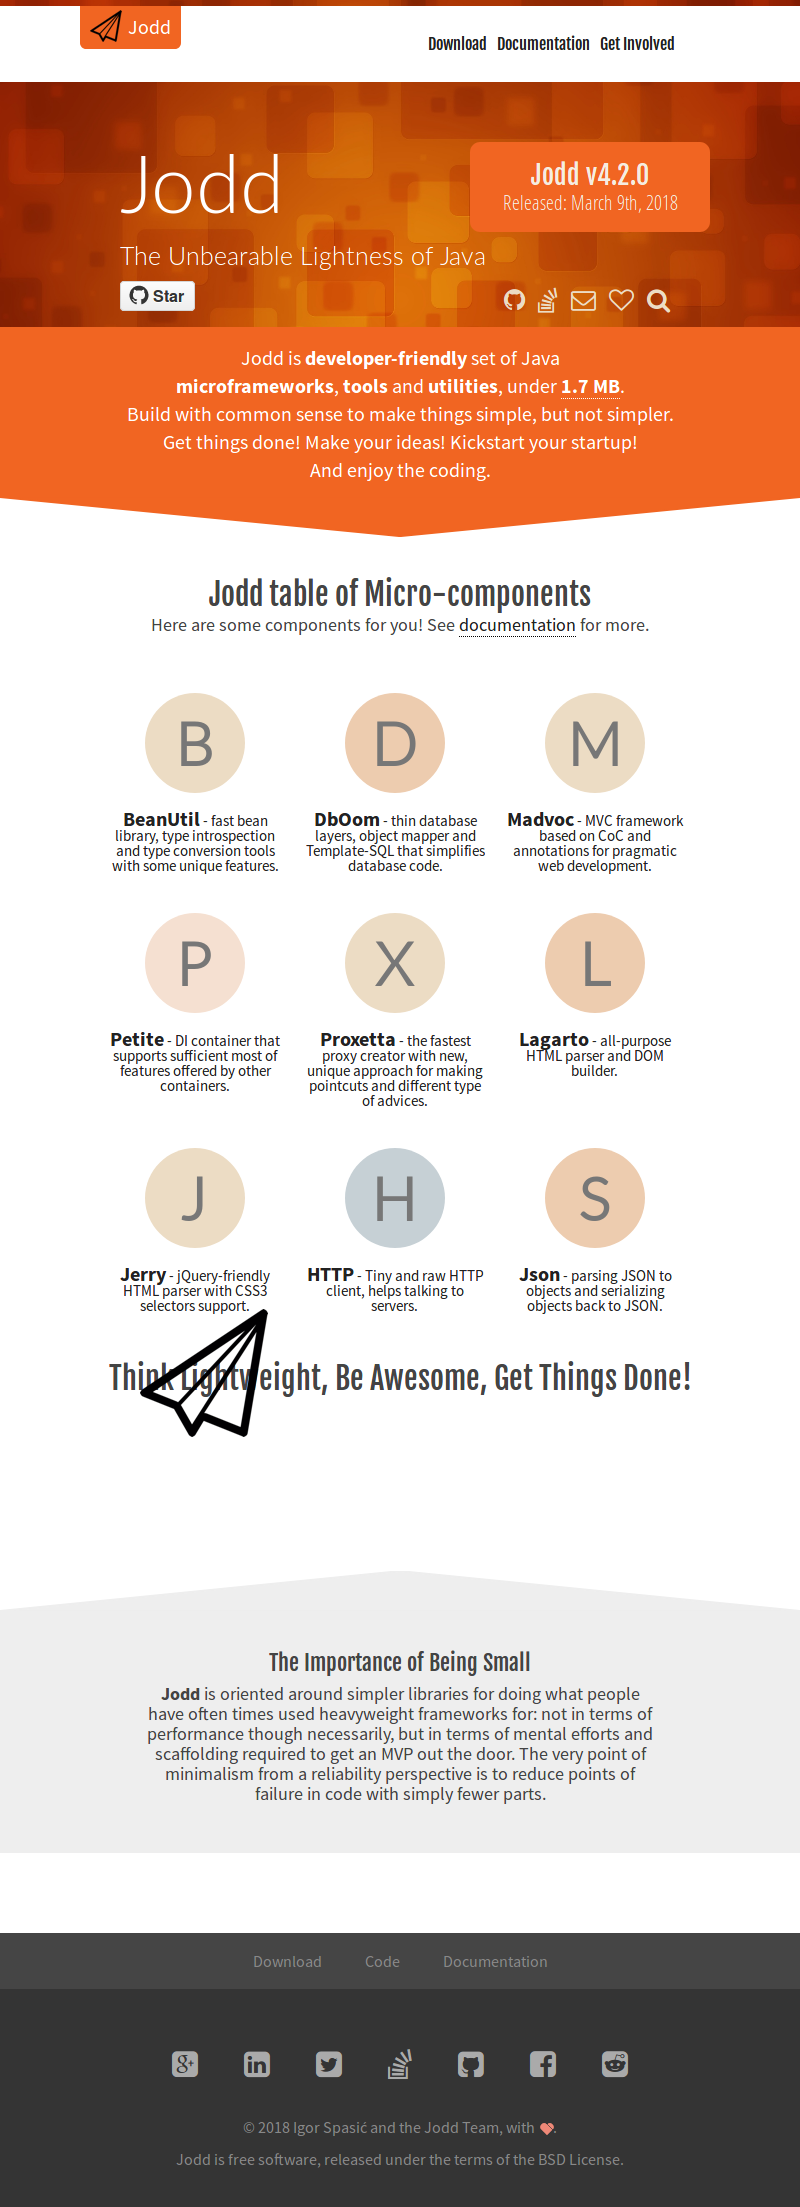 Jodd
Download Documentation Get Involved
Jodd
Jodd v4.2.0
Released: March 9th, 2018
The Unbearable Lightness of Java
Star
Jodd is developer-friendly set of Java
microframeworks, tools and utilities, under 1.7 MB.
Build with common sense to make things simple, but not simpler.
Get things done! Make your ideas! Kickstart your startup!
And enjoy the coding.
Jodd table of Micro-components
Here are some components for you! See documentation for more.
B
BeanUtil - fast bean
library, type introspection
and type conversion tools
with some unique features.
D
DbOom - thin database
layers, object mapper and
Template-SQL that simplifies
database code.
M
Madvoc - MVC framework
based on CoC and
annotations for pragmatic
web development.
P
Petite - DI container that
supports sufficient most of
features offered by other
containers.
X
Proxetta - the fastest
proxy creator with new,
unique approach for making
pointcuts and different type
of advices.
L
Lagarto - all-purpose
HTML parser and DOM
builder.
J
Jerry - jQuery-friendly
HTML parser with CSS3
selectors support.
H
HTTP - Tiny and raw HTTP
client, helps talking to
servers.
S
Json - parsing JSON to
objects and serializing
objects back to JSON.
Think Lightweight, Be Awesome, Get Things Done!
The Importance of Being Small
Jodd is oriented around simpler libraries for doing what people
have often times used heavyweight frameworks for: not in terms of
performance though necessarily, but in terms of mental efforts and
scaffolding required to get an MVP out the door. The very point of
minimalism from a reliability perspective is to reduce points of
failure in code with simply fewer parts.
Download Code Documentation
© 2018 Igor Spasić and the Jodd Team, with .
Jodd is free software, released under the terms of the BSD License.